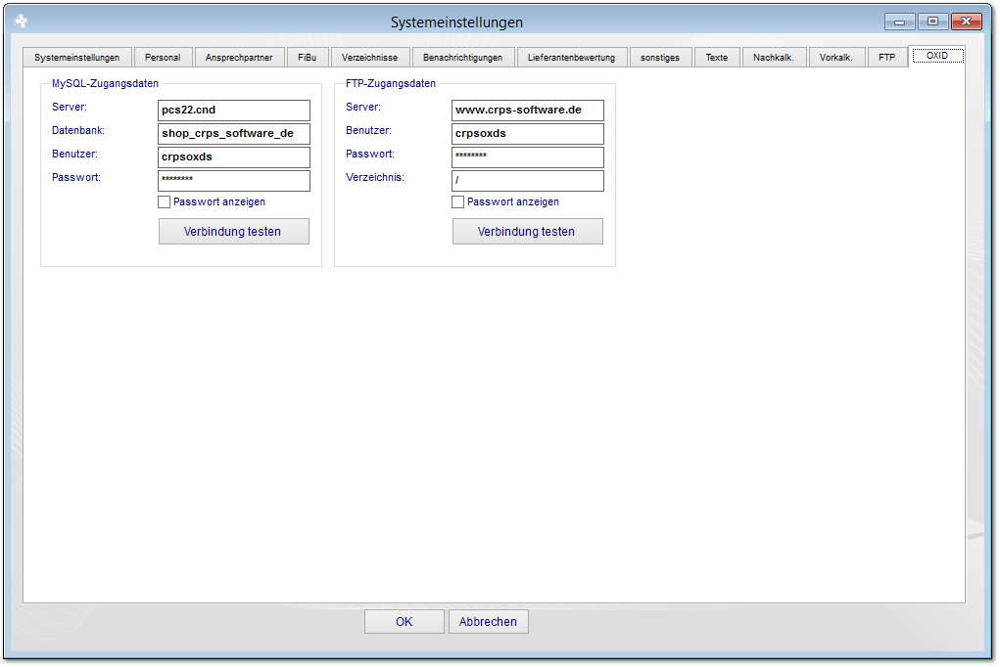 Systemeinstellungen
Systemeinstellungen Personal Ansprechpartner FiBu Verzeichnisse Benachrichtigungen Lieferantenbewertung sonstiges Texte Nachkalk. Vorkalk. FTP OXID
MySQL-Zugangsdaten
Server: pcs22.cnd
Datenbank: shop_crps_software_de
Benutzer: crpsoxds
Passwort: ********
Passwort anzeigen
Verbindung testen
FTP-Zugangsdaten
Server: www.crps-software.de
Benutzer: crpsoxds
Passwort: ********
Verzeichnis: /
Passwort anzeigen
Verbindung testen
OK Abbrechen